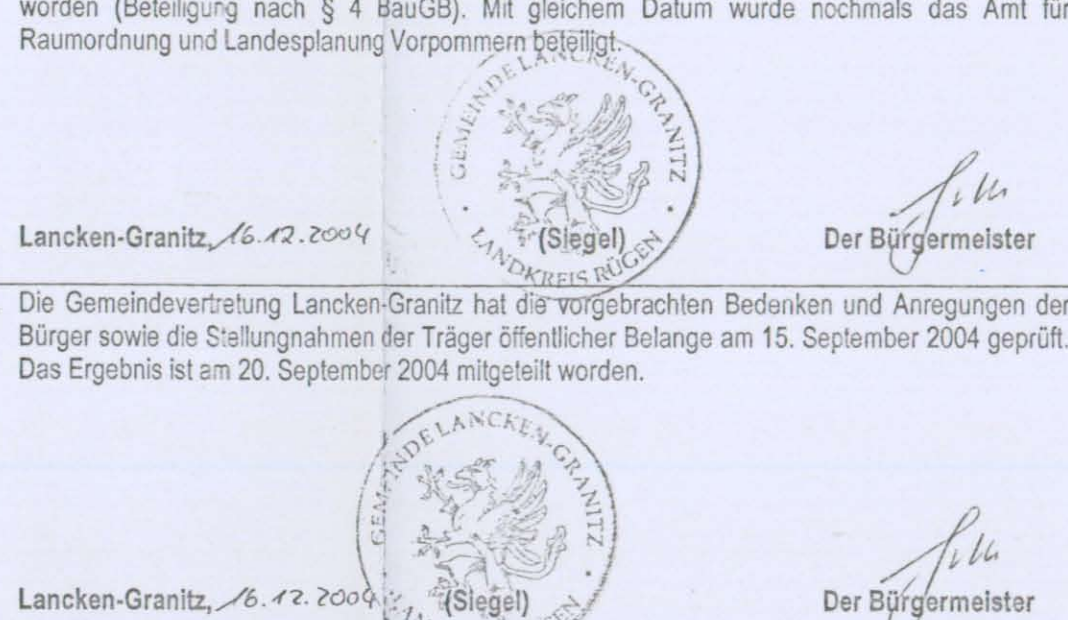 worden (Beteiligung nach § 4 BauGB). Mit gleichem Datum wurde nochmals das Amt für
Raumordnung und Landesplanung Vorpommern beteiligt.
GEMEINDE LANCKEN-GRANITZ
LANDKREIS RÜGEN
Lancken-Granitz, 16.12.2004 (Siegel) Der Bürgermeister
Die Gemeindevertretung Lancken-Granitz hat die vorgebrachten Bedenken und Anregungen der
Bürger sowie die Stellungnahmen der Träger öffentlicher Belange am 15. September 2004 geprüft.
Das Ergebnis ist am 20. September 2004 mitgeteilt worden.
GEMEINDE LANCKEN-GRANITZ
Lancken-Granitz, 16.12.2004 (Siegel) Der Bürgermeister